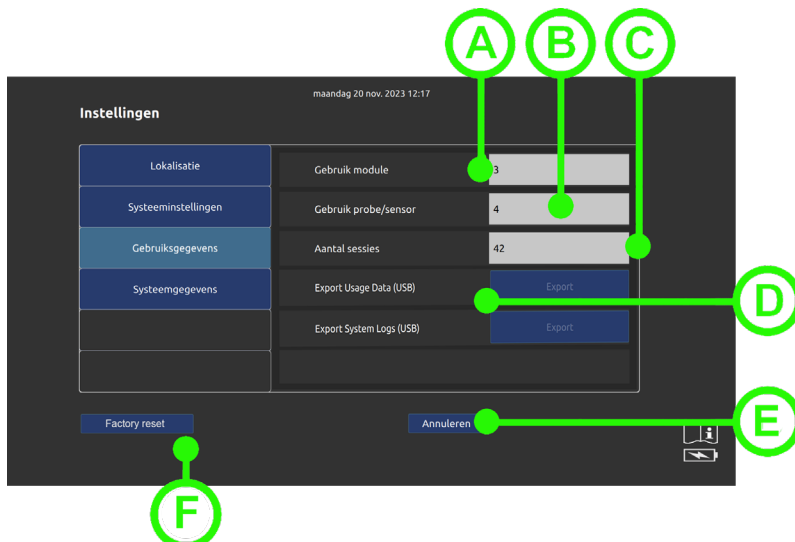 A B C
maandag 20 nov. 2023 12:17
Instellingen
Lokalisatie
Gebruik module
3
Systeeminstellingen
Gebruik probe/sensor
4
Gebruiksgegevens
Aantal sessies
42
Systeemgegevens
Export Usage Data (USB)
Export
D
Export System Logs (USB)
Export
Factory reset
Annuleren
E
i
F